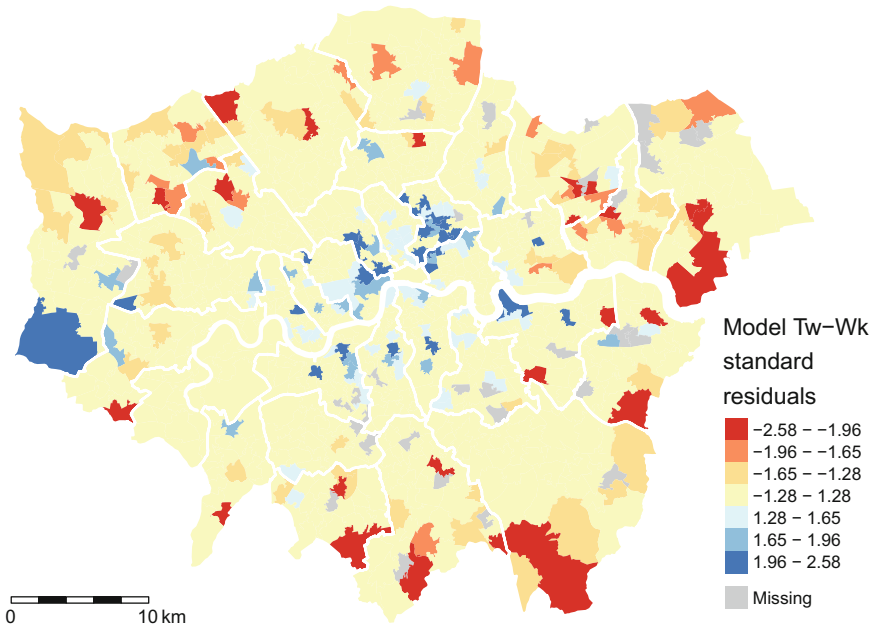 Model Tw−Wk
standard
residuals
−2.58 − −1.96
−1.96 − −1.65
−1.65 − −1.28
−1.28 − 1.28
1.28 − 1.65
1.65 − 1.96
1.96 − 2.58
Missing
0 10 km